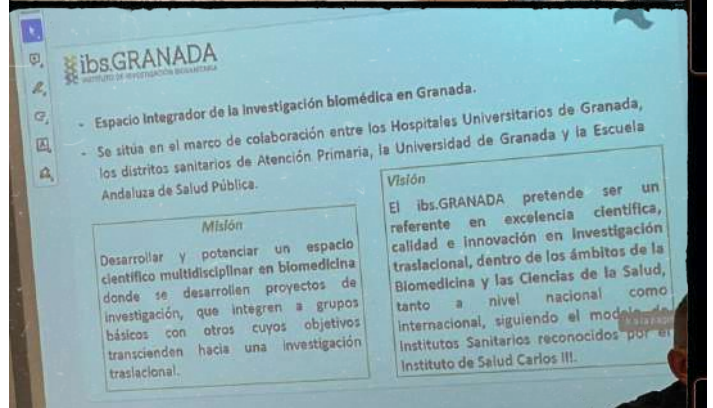 ibs.GRANADA
INSTITUTO DE INVESTIGACIÓN BIOSANITARIA
- Espacio Integrador de la investigación biomédica en Granada.
- Se sitúa en el marco de colaboración entre los Hospitales Universitarios de Granada,
los distritos sanitarios de Atención Primaria, la Universidad de Granada y la Escuela
Andaluza de Salud Pública.
Misión
Desarrollar y potenciar un espacio
científico multidisciplinar en biomedicina
donde se desarrollen proyectos de
investigación, que integren a grupos
básicos con otros cuyos objetivos
transcienden hacia una investigación
traslacional.
Visión
El ibs.GRANADA pretende ser un
referente en excelencia científica,
calidad e innovación en Investigación
traslacional, dentro de los ámbitos de la
Biomedicina y las Ciencias de la Salud,
tanto a nivel nacional como
internacional, siguiendo el modelo de
Institutos Sanitarios reconocidos por el
Instituto de Salud Carlos III.